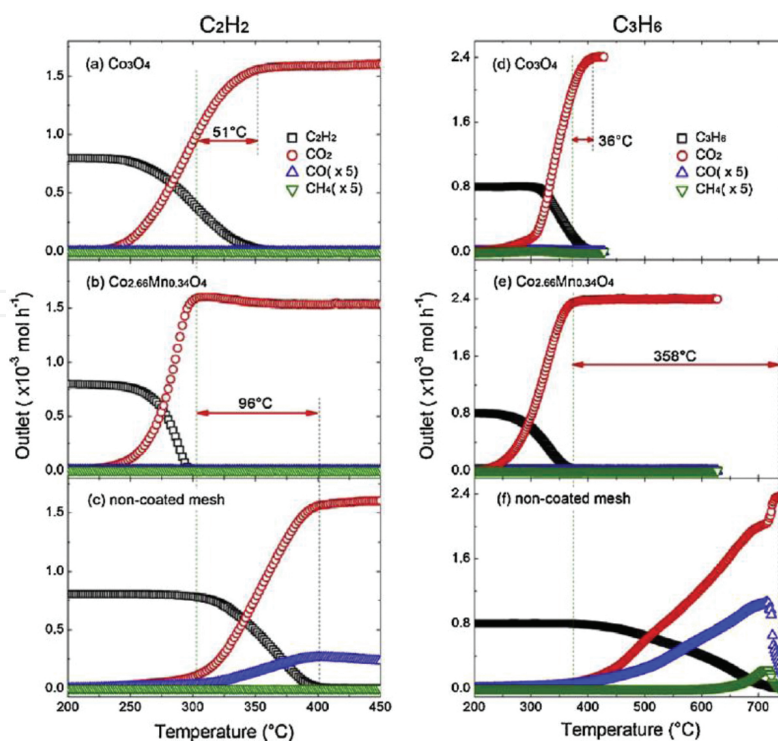 C2H2
C3H6
(a) Co3O4
51°C
C2H2
CO2
CO( x 5)
CH4( x 5)
1.5
1.0
0.5
0.0
(b) Co2.66Mn0.34O4
96°C
1.5
1.0
0.5
0.0
(c) non-coated mesh
1.5
1.0
0.5
0.0
200 250 300 350 400 450
Temperature (°C)
Outlet ( x10-3 mol h-1)
(d) Co3O4
36°C
C3H6
CO2
CO( x 5)
CH4( x 5)
2.4
1.6
0.8
0.0
(e) Co2.66Mn0.34O4
358°C
2.4
1.6
0.8
0.0
(f) non-coated mesh
2.4
1.6
0.8
0.0
200 300 400 500 600 700
Temperature (°C)
Outlet ( x10-3 mol h-1)